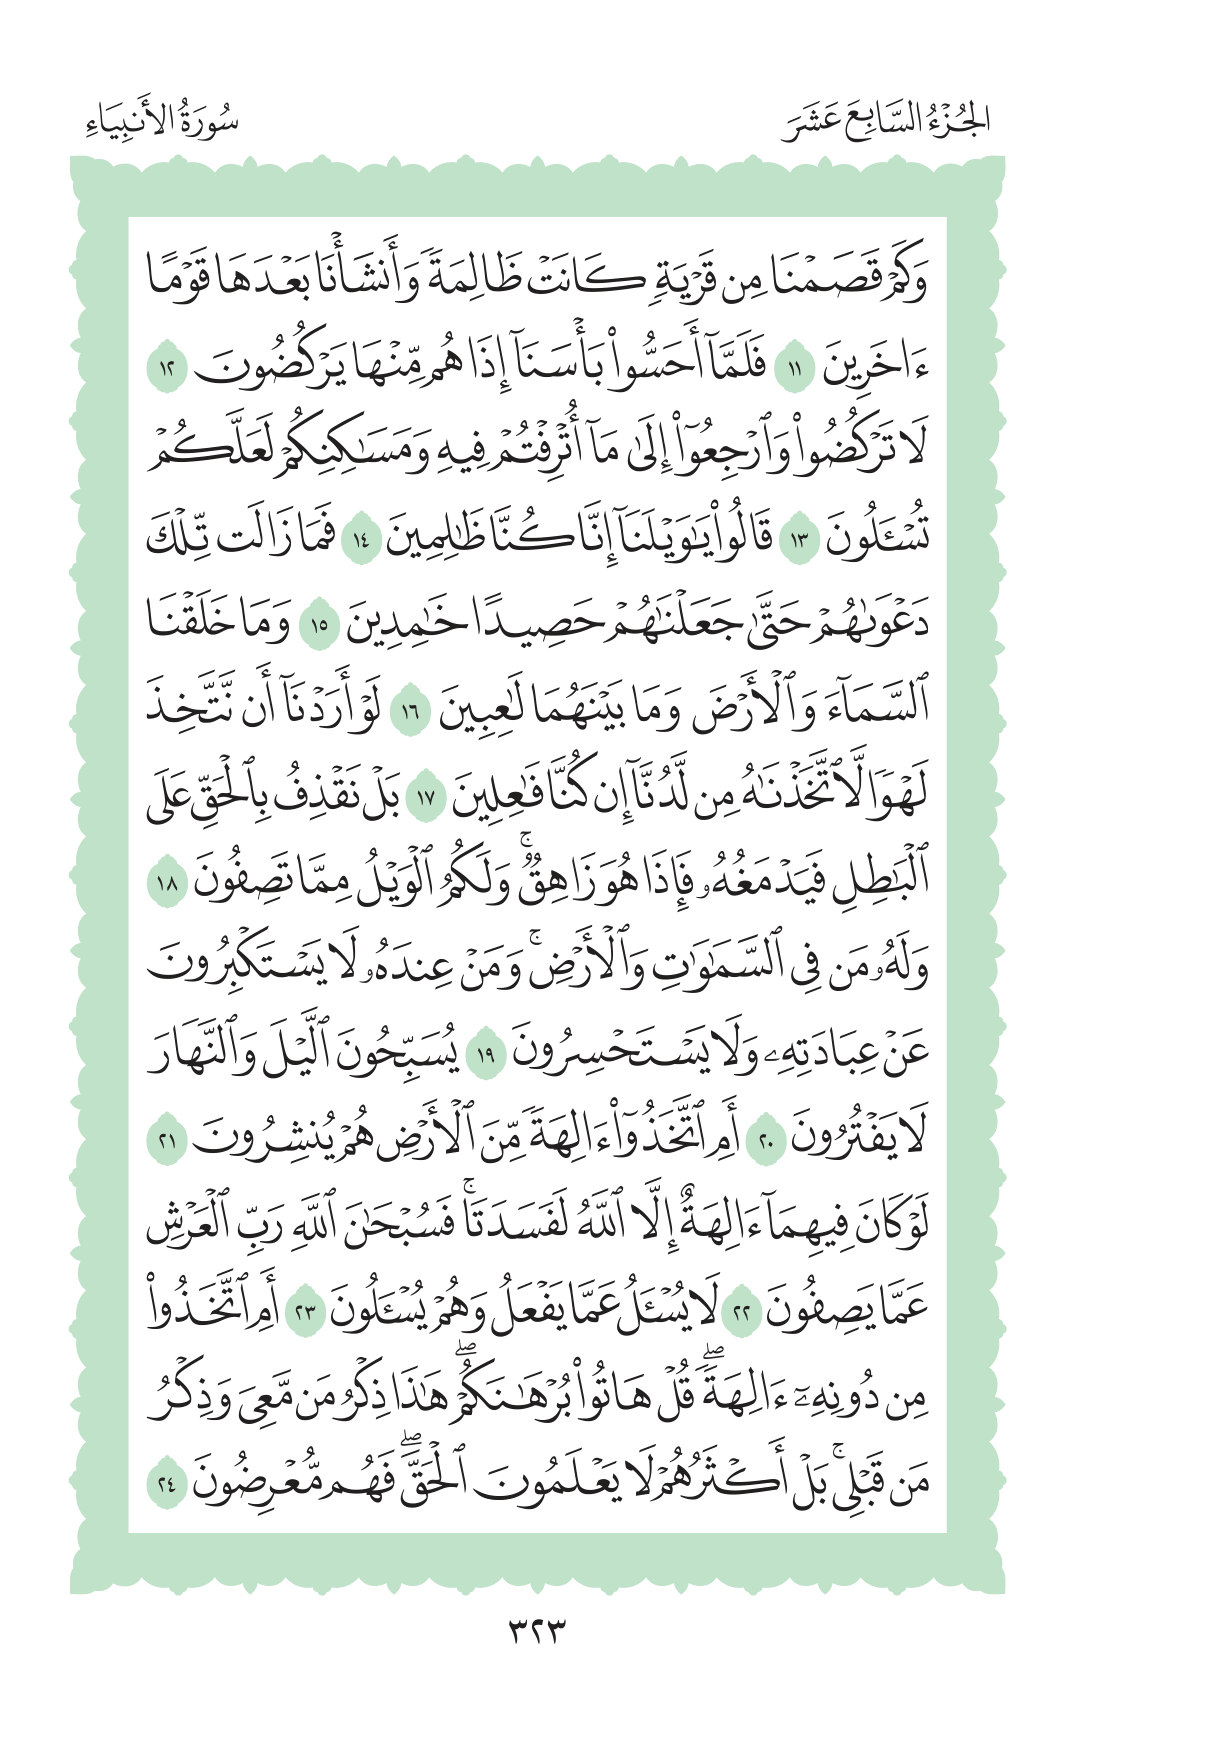 الجُزْءُ السَّابِعَ عَشَرَ
سُورَةُ الأَنبِيَاءِ
وَكَمۡ قَصَمۡنَا مِن قَرۡيَةٖ كَانَتۡ ظَالِمَةٗ وَأَنشَأۡنَا بَعۡدَهَا قَوۡمًا
ءَاخَرِينَ ١١ فَلَمَّآ أَحَسُّواْ بَأۡسَنَآ إِذَا هُم مِّنۡهَا يَرۡكُضُونَ ١٢
لَا تَرۡكُضُواْ وَٱرۡجِعُوٓاْ إِلَىٰ مَآ أُتۡرِفۡتُمۡ فِيهِ وَمَسَٰكِنِكُمۡ لَعَلَّكُمۡ
تُسۡـَٔلُونَ ١٣ قَالُواْ يَٰوَيۡلَنَآ إِنَّا كُنَّا ظَٰلِمِينَ ١٤ فَمَا زَالَت تِّلۡكَ
دَعۡوَىٰهُمۡ حَتَّىٰ جَعَلۡنَٰهُمۡ حَصِيدًا خَٰمِدِينَ ١٥ وَمَا خَلَقۡنَا
ٱلسَّمَآءَ وَٱلۡأَرۡضَ وَمَا بَيۡنَهُمَا لَٰعِبِينَ ١٦ لَوۡ أَرَدۡنَآ أَن نَّتَّخِذَ
لَهۡوٗا لَّٱتَّخَذۡنَٰهُ مِن لَّدُنَّآ إِن كُنَّا فَٰعِلِينَ ١٧ بَلۡ نَقۡذِفُ بِٱلۡحَقِّ عَلَى
ٱلۡبَٰطِلِ فَيَدۡمَغُهُۥ فَإِذَا هُوَ زَاهِقٞۚ وَلَكُمُ ٱلۡوَيۡلُ مِمَّا تَصِفُونَ ١٨
وَلَهُۥ مَن فِي ٱلسَّمَٰوَٰتِ وَٱلۡأَرۡضِۚ وَمَنۡ عِندَهُۥ لَا يَسۡتَكۡبِرُونَ
عَنۡ عِبَادَتِهِۦ وَلَا يَسۡتَحۡسِرُونَ ١٩ يُسَبِّحُونَ ٱلَّيۡلَ وَٱلنَّهَارَ
لَا يَفۡتُرُونَ ٢٠ أَمِ ٱتَّخَذُوٓاْ ءَالِهَةٗ مِّنَ ٱلۡأَرۡضِ هُمۡ يُنشِرُونَ ٢١
لَوۡ كَانَ فِيهِمَآ ءَالِهَةٌ إِلَّا ٱللَّهُ لَفَسَدَتَاۚ فَسُبۡحَٰنَ ٱللَّهِ رَبِّ ٱلۡعَرۡشِ
عَمَّا يَصِفُونَ ٢٢ لَا يُسۡـَٔلُ عَمَّا يَفۡعَلُ وَهُمۡ يُسۡـَٔلُونَ ٢٣ أَمِ ٱتَّخَذُواْ
مِن دُونِهِۦٓ ءَالِهَةٗۖ قُلۡ هَاتُواْ بُرۡهَٰنَكُمۡۖ هَٰذَا ذِكۡرُ مَن مَّعِيَ وَذِكۡرُ
مَن قَبۡلِيۚ بَلۡ أَكۡثَرُهُمۡ لَا يَعۡلَمُونَ ٱلۡحَقَّۖ فَهُم مُّعۡرِضُونَ ٢٤
٣٢٣